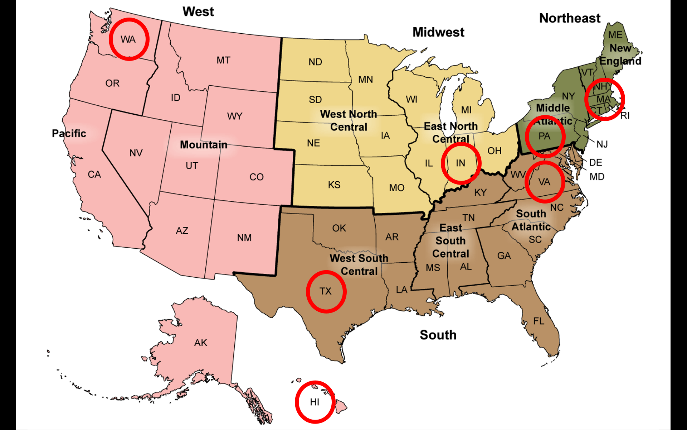 West
Northeast
Midwest
WA
MT
ND
MN
ME
New
England
VT
NH
OR
ID
SD
WI
MI
NY
MA
WY
West North
Central
East North
Central
Middle
Atlantic
CT
RI
Pacific
Mountain
NV
UT
NE
IA
IL
IN
OH
PA
NJ
CA
CO
KS
MO
KY
WV
VA
DE
MD
AZ
NM
OK
AR
TN
NC
South
Atlantic
SC
East
South
Central
West South
Central
MS
AL
GA
TX
LA
FL
South
AK
HI